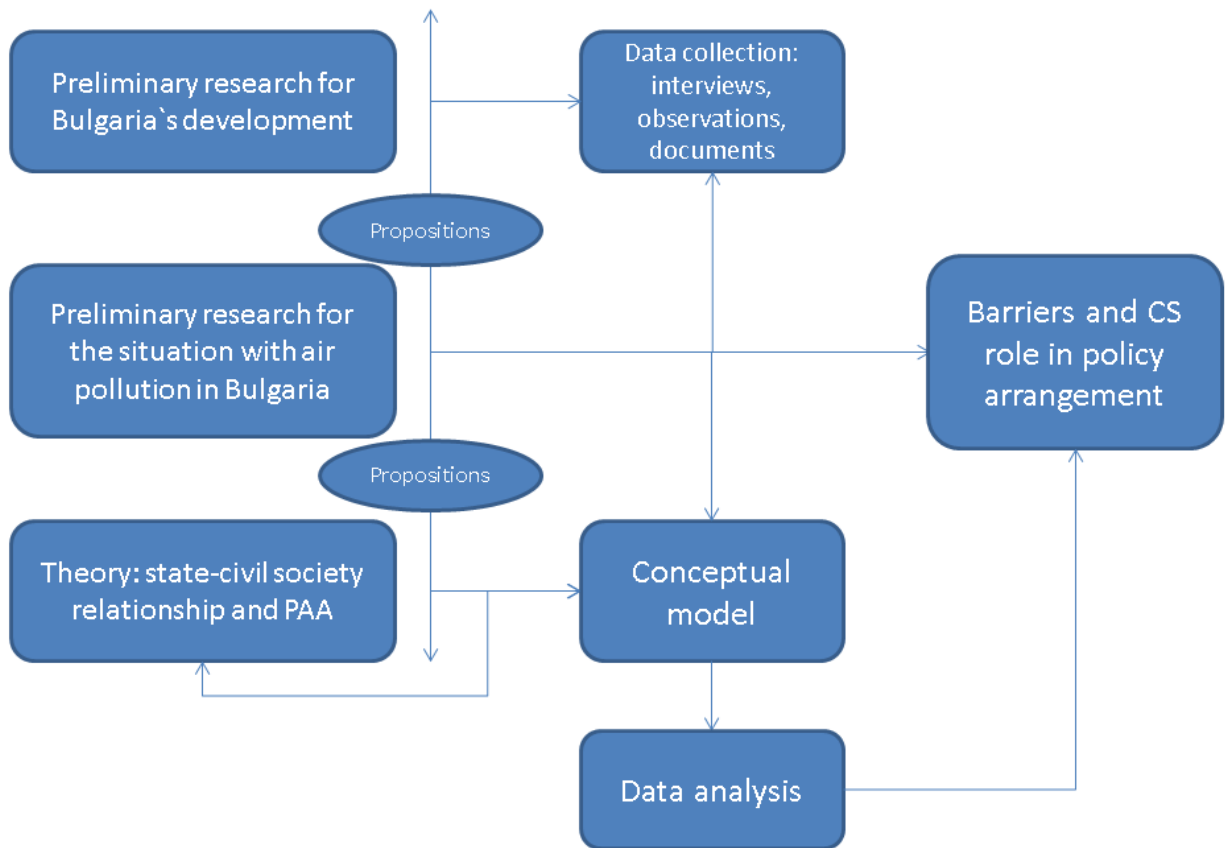 Preliminary research for
Bulgaria`s development
Data collection:
interviews,
observations,
documents
Propositions
Preliminary research for
the situation with air
pollution in Bulgaria
Barriers and CS
role in policy
arrangement
Propositions
Theory: state-civil society
relationship and PAA
Conceptual
model
Data analysis